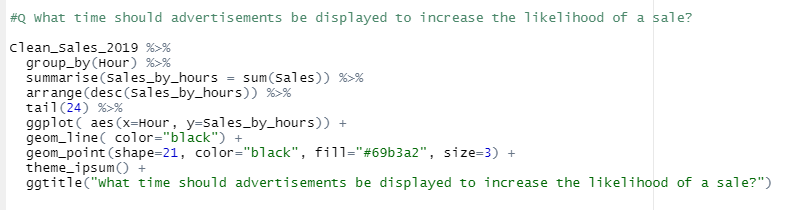 #Q What time should advertisements be displayed to increase the likelihood of a sale?
Clean_Sales_2019 %>%
group_by(Hour) %>%
summarise(Sales_by_hours = sum(Sales)) %>%
arrange(desc(Sales_by_hours)) %>%
tail(24) %>%
ggplot( aes(x=Hour, y=Sales_by_hours)) +
geom_line( color="black") +
geom_point(shape=21, color="black", fill="#69b3a2", size=3) +
theme_ipsum() +
ggtitle("What time should advertisements be displayed to increase the likelihood of a sale?")